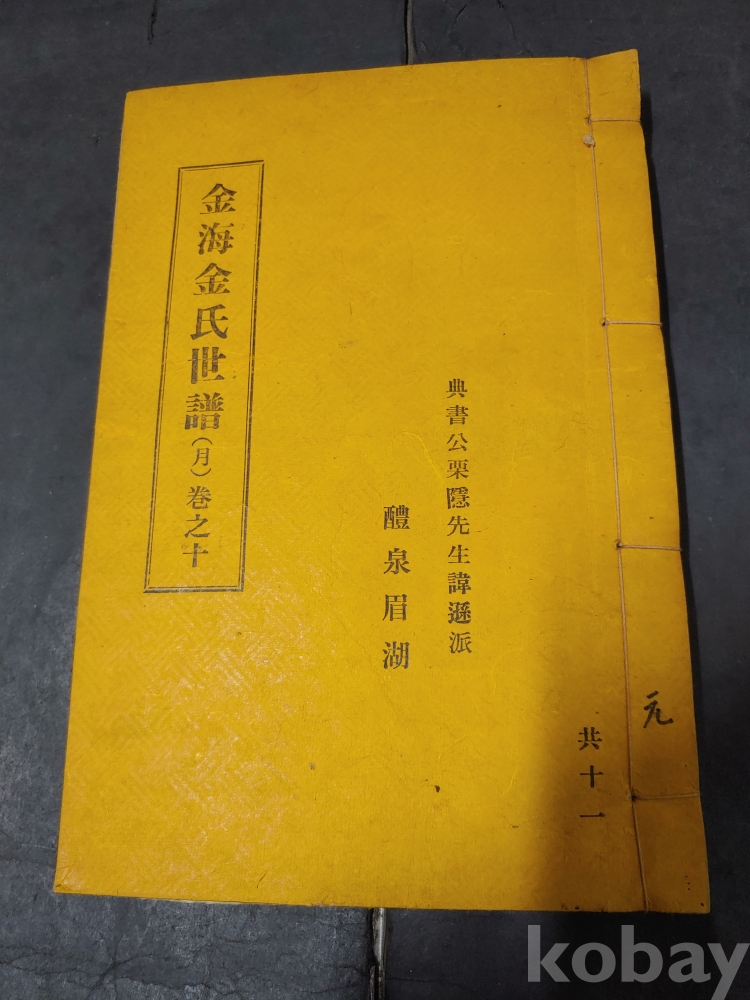 共十一
元
典書公栗隱先生諱遜派
醴泉眉湖
金海金氏世譜(月)卷之十
kobay